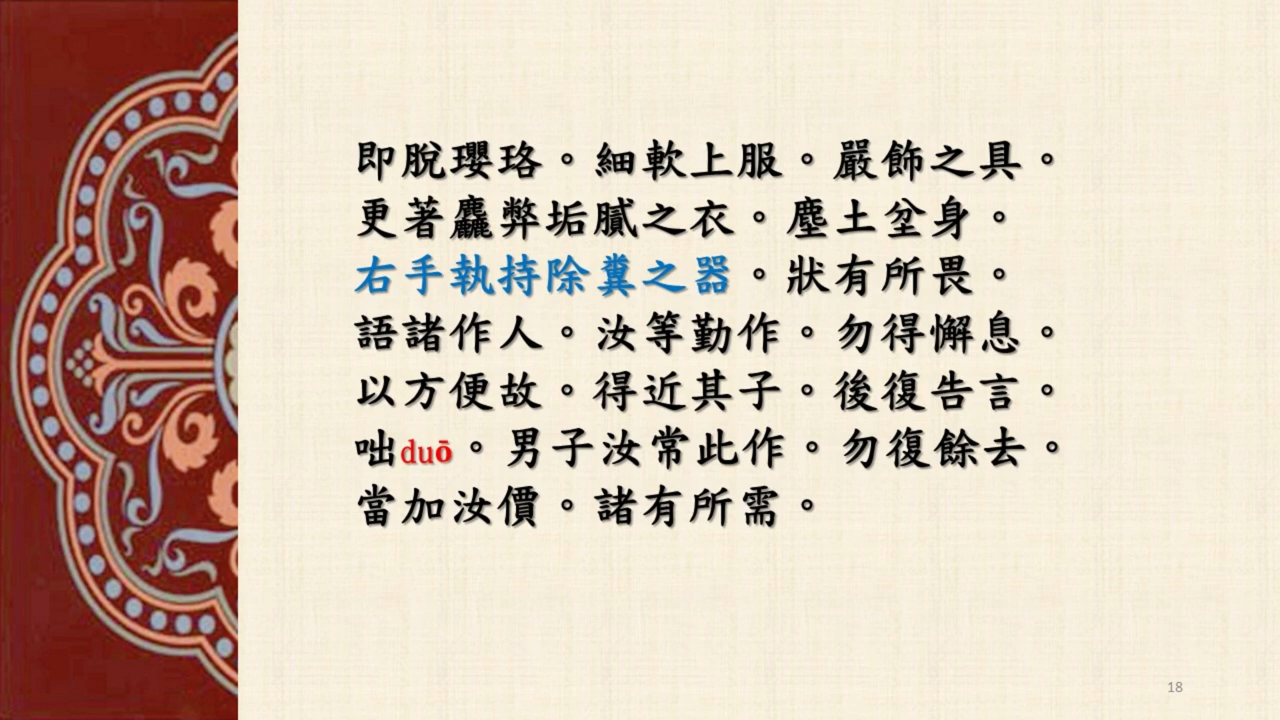 即脫瓔珞。細軟上服。嚴飾之具。
更著麤弊垢膩之衣。塵土坌身。
右手執持除糞之器。狀有所畏。
語諸作人。汝等勤作。勿得懈息。
以方便故。得近其子。後復告言。
咄duō。男子汝常此作。勿復餘去。
當加汝價。諸有所需。
18